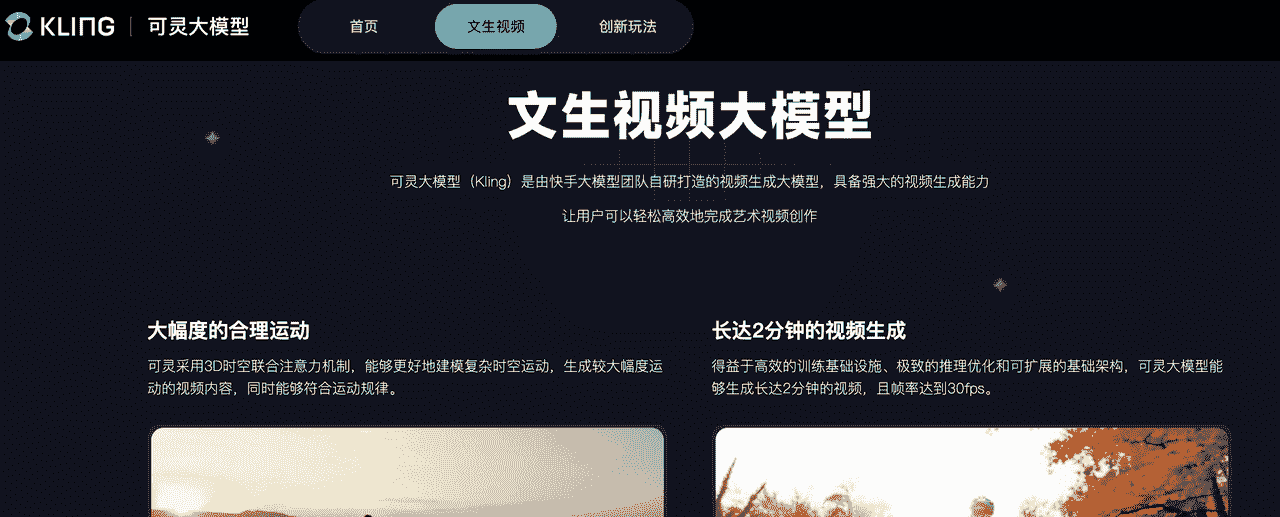 KLING | 可灵大模型
首页
文生视频
创新玩法
文生视频大模型
可灵大模型（Kling）是由快手大模型团队自研打造的视频生成大模型，具备强大的视频生成能力
让用户可以轻松高效地完成艺术视频创作
大幅度的合理运动
可灵采用3D时空联合注意力机制，能够更好地建模复杂时空运动，生成较大幅度运
动的视频内容，同时能够符合运动规律。
长达2分钟的视频生成
得益于高效的训练基础设施、极致的推理优化和可扩展的基础架构，可灵大模型能
够生成长达2分钟的视频，且帧率达到30fps。